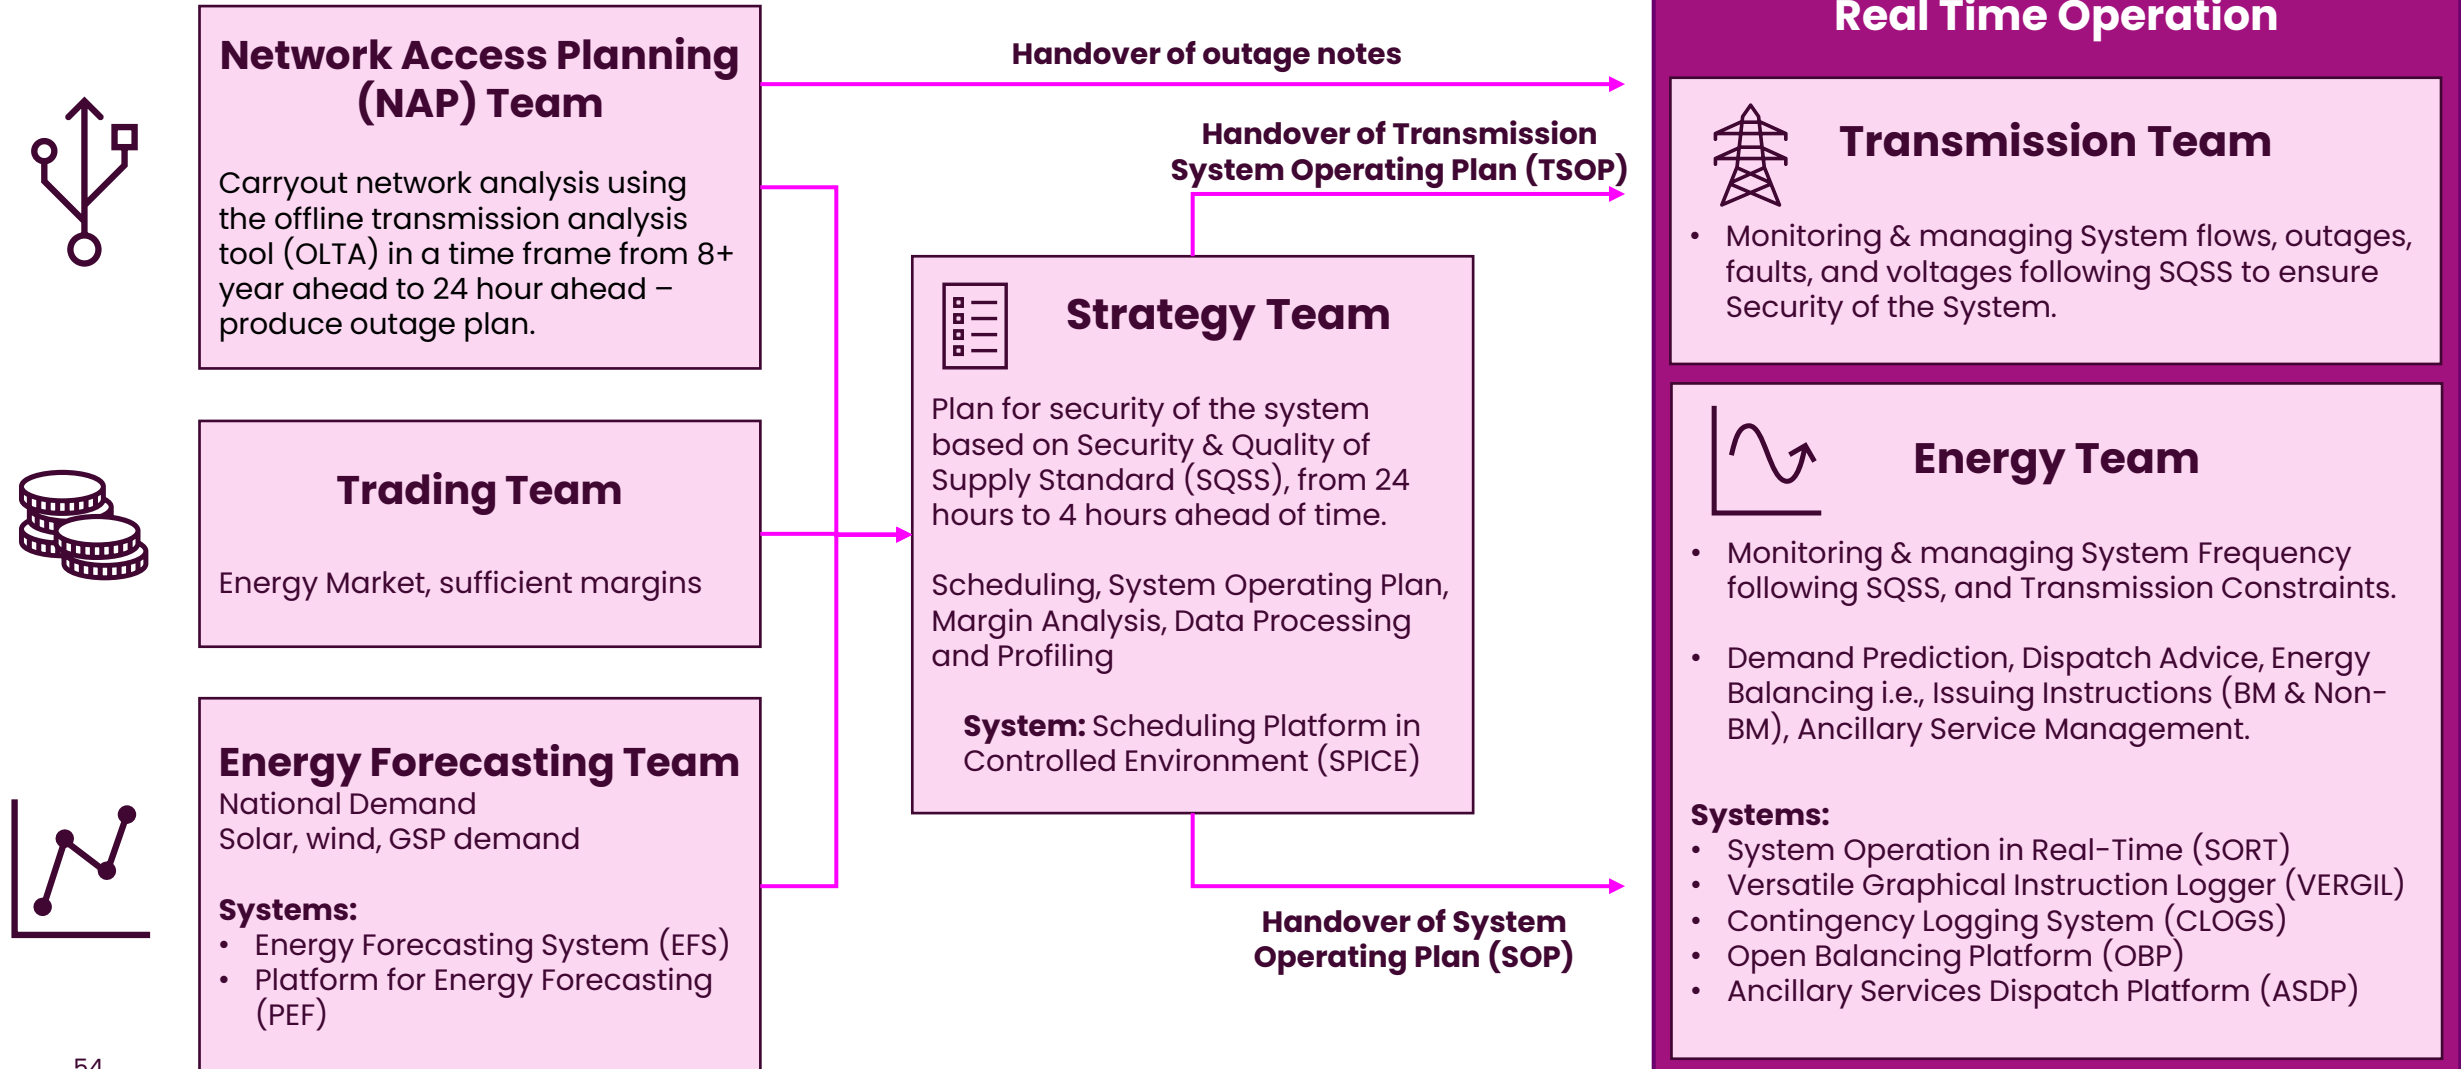 Network Access Planning
(NAP) Team
Carryout network analysis using
the offline transmission analysis
tool (OLTA) in a time frame from 8+
year ahead to 24 hour ahead –
produce outage plan.
Trading Team
Energy Market, sufficient margins
Energy Forecasting Team
National Demand
Solar, wind, GSP demand
Systems:
• Energy Forecasting System (EFS)
• Platform for Energy Forecasting
(PEF)
54
Handover of outage notes
Handover of Transmission
System Operating Plan (TSOP)
Strategy Team
Plan for security of the system
based on Security & Quality of
Supply Standard (SQSS), from 24
hours to 4 hours ahead of time.
Scheduling, System Operating Plan,
Margin Analysis, Data Processing
and Profiling
System: Scheduling Platform in
Controlled Environment (SPICE)
Handover of System
Operating Plan (SOP)
Real Time Operation
Transmission Team
• Monitoring & managing System flows, outages,
faults, and voltages following SQSS to ensure
Security of the System.
Energy Team
• Monitoring & managing System Frequency
following SQSS, and Transmission Constraints.
• Demand Prediction, Dispatch Advice, Energy
Balancing i.e., Issuing Instructions (BM & Non-
BM), Ancillary Service Management.
Systems:
• System Operation in Real-Time (SORT)
• Versatile Graphical Instruction Logger (VERGIL)
• Contingency Logging System (CLOGS)
• Open Balancing Platform (OBP)
• Ancillary Services Dispatch Platform (ASDP)